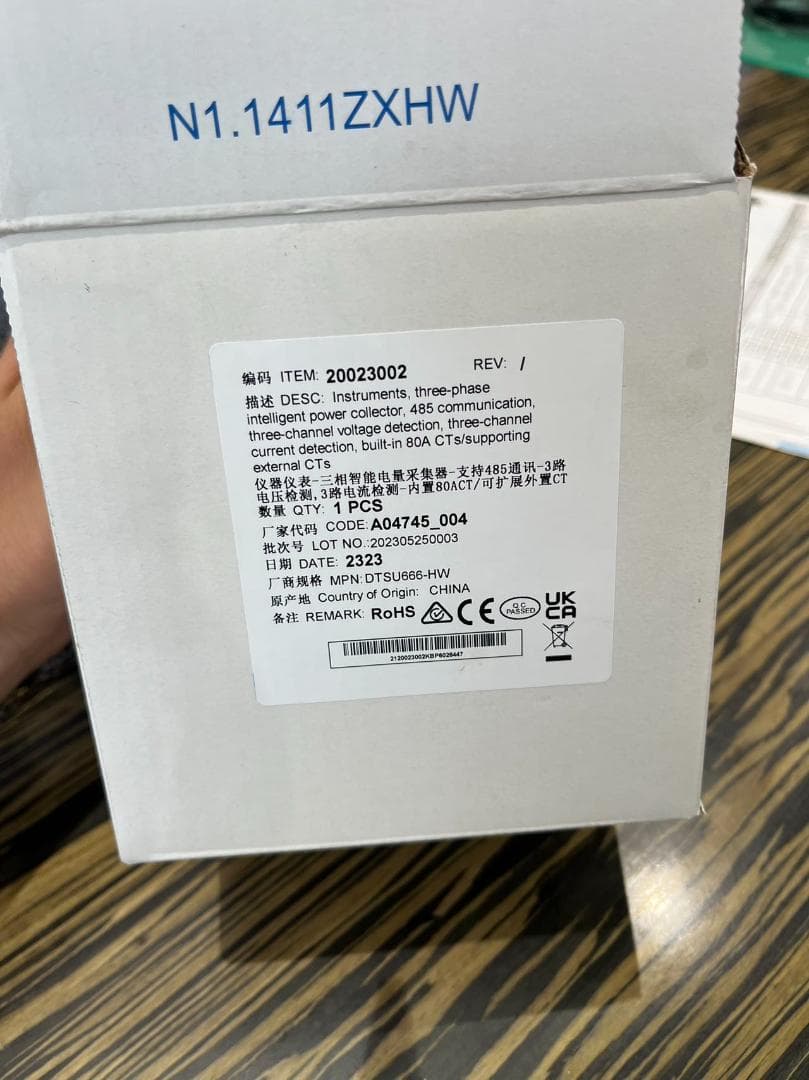 N1.1411ZXHW
编码 ITEM: 20023002 REV: /
描述 DESC: Instruments, three-phase
intelligent power collector, 485 communication,
three-channel voltage detection, three-channel
current detection, built-in 80A CTs/supporting
external CTs
仪器仪表-三相智能电量采集器-支持485通讯-3路
电压检测,3路电流检测-内置80ACT/可扩展外置CT
数量 QTY: 1 PCS
厂家代码 CODE: A04745_004
批次号 LOT NO.:202305250003
日期 DATE: 2323
厂商规格 MPN:DTSU666-HW
原产地 Country of Origin: CHINA
备注 REMARK: RoHS CE Q.C. PASSED UK CA
2120023002KBP6026447